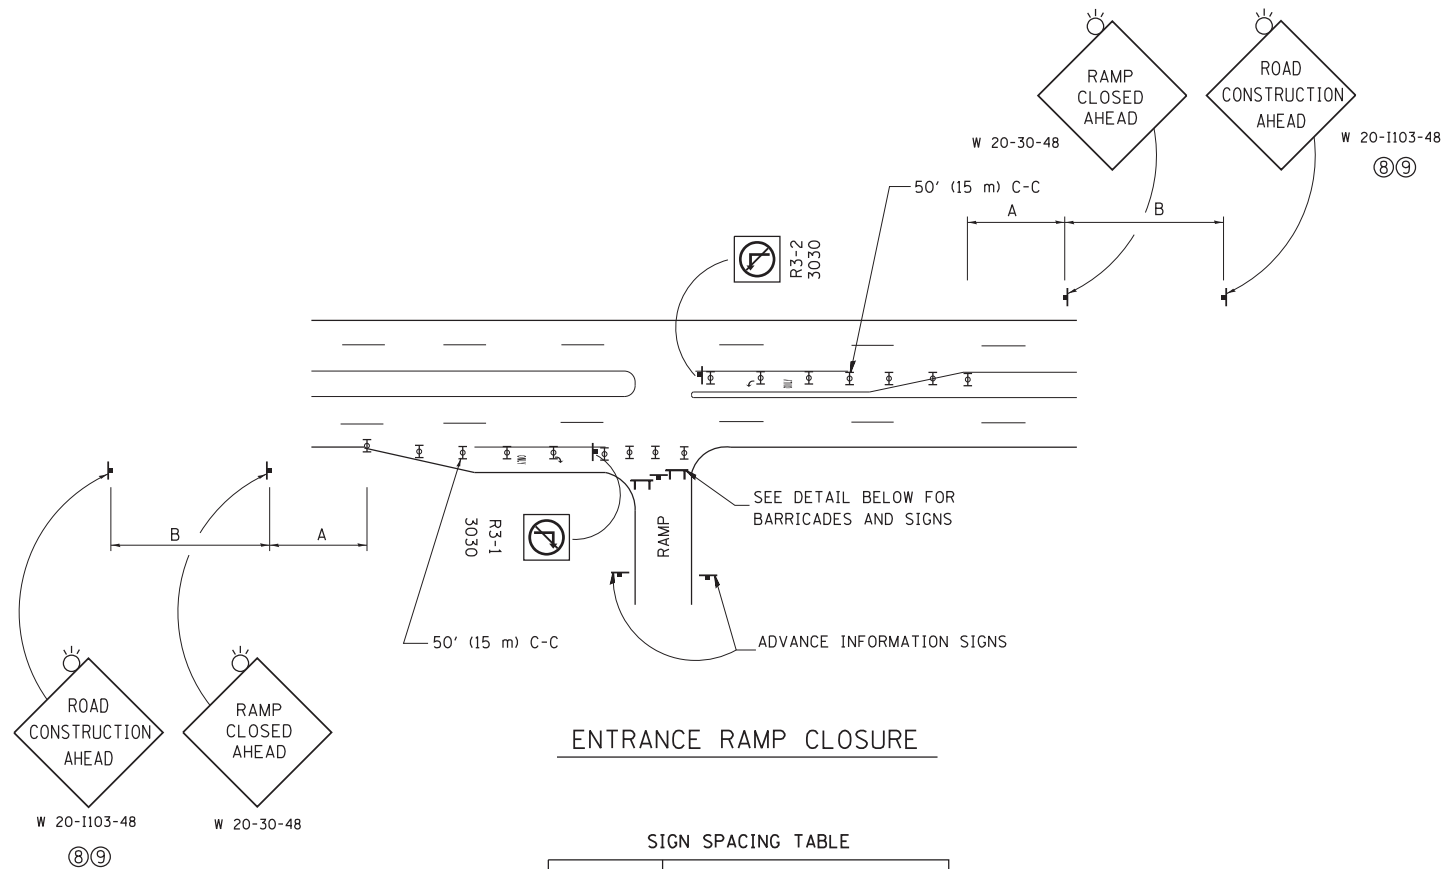 RAMP
CLOSED
AHEAD
W 20-30-48
ROAD
CONSTRUCTION
AHEAD
W 20-I103-48
⑧⑨
50' (15 m) C-C
A
B
R3-2
3030
ONLY
ONLY
SEE DETAIL BELOW FOR
BARRICADES AND SIGNS
RAMP
B
A
R3-1
3030
50' (15 m) C-C
ADVANCE INFORMATION SIGNS
ROAD
CONSTRUCTION
AHEAD
W 20-I103-48
⑧⑨
RAMP
CLOSED
AHEAD
W 20-30-48
ENTRANCE RAMP CLOSURE
SIGN SPACING TABLE